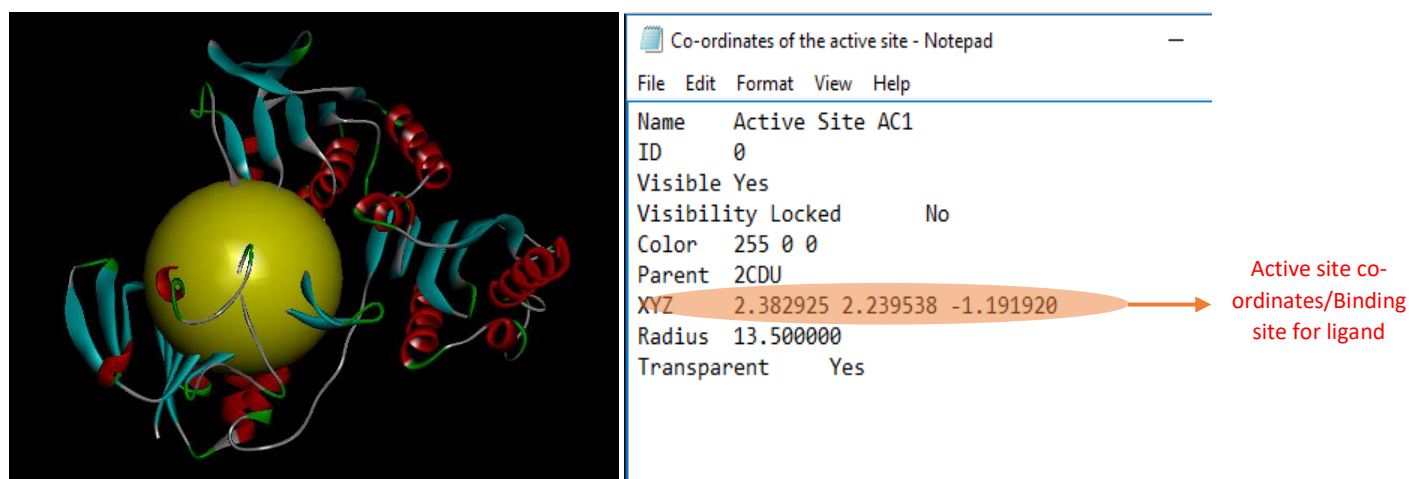 Co-ordinates of the active site - Notepad
File Edit Format View Help
Name Active Site AC1
ID 0
Visible Yes
Visibility Locked No
Color 255 0 0
Parent 2CDU
XYZ 2.382925 2.239538 -1.191920
Radius 13.500000
Transparent Yes
Active site co-
ordinates/Binding
site for ligand